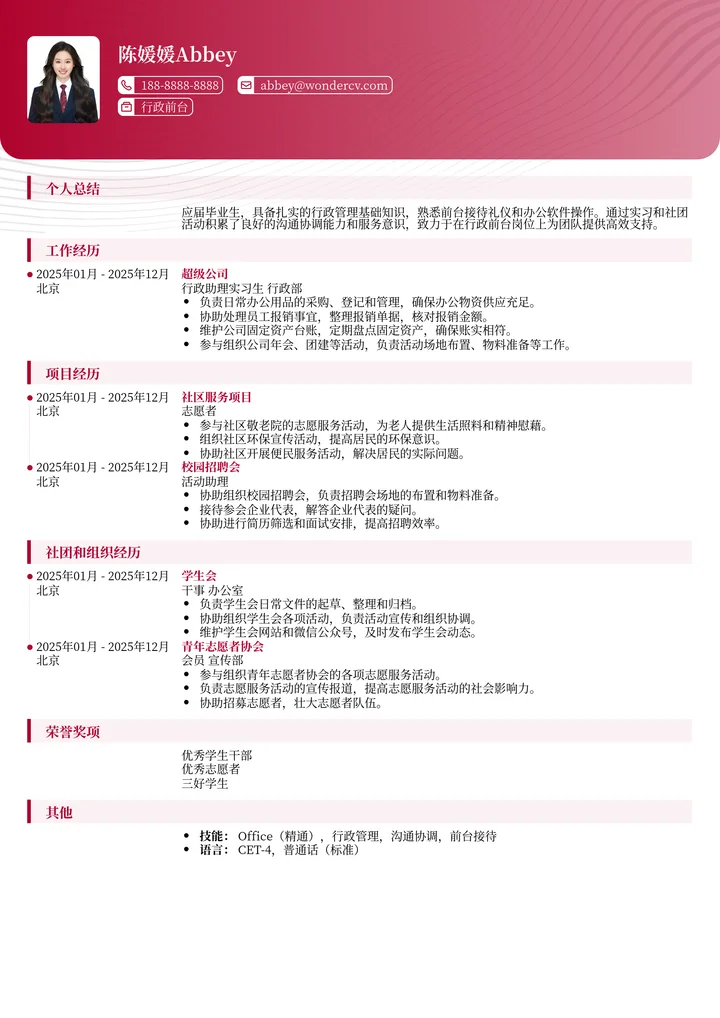 陈媛媛Abbey
188-8888-8888
abbey@wondercv.com
行政前台
个人总结
应届毕业生，具备扎实的行政管理基础知识，熟悉前台接待礼仪和办公软件操作。通过实习和社团
活动积累了良好的沟通协调能力和服务意识，致力于在行政前台岗位上为团队提供高效支持。
工作经历
2025年01月 - 2025年12月
北京
超级公司
行政助理实习生 行政部
• 负责日常办公用品的采购、登记和管理，确保办公物资供应充足。
• 协助处理员工报销事宜，整理报销单据，核对报销金额。
• 维护公司固定资产台账，定期盘点固定资产，确保账实相符。
• 参与组织公司年会、团建等活动，负责活动场地布置、物料准备等工作。
项目经历
2025年01月 - 2025年12月
北京
社区服务项目
志愿者
• 参与社区敬老院的志愿服务活动，为老人提供生活照料和精神慰藉。
• 组织社区环保宣传活动，提高居民的环保意识。
• 协助社区开展便民服务活动，解决居民的实际问题。
2025年01月 - 2025年12月
北京
校园招聘会
活动助理
• 协助组织校园招聘会，负责招聘会场地的布置和物料准备。
• 接待参会企业代表，解答企业代表的疑问。
• 协助进行简历筛选和面试安排，提高招聘效率。
社团和组织经历
2025年01月 - 2025年12月
北京
学生会
干事 办公室
• 负责学生会日常文件的起草、整理和归档。
• 协助组织学生会各项活动，负责活动宣传和组织协调。
• 维护学生会网站和微信公众号，及时发布学生会动态。
2025年01月 - 2025年12月
北京
青年志愿者协会
会员 宣传部
• 参与组织青年志愿者协会的各项志愿服务活动。
• 负责志愿服务活动的宣传报道，提高志愿服务活动的社会影响力。
• 协助招募志愿者，壮大志愿者队伍。
荣誉奖项
优秀学生干部
优秀志愿者
三好学生
其他
• 技能： Office（精通），行政管理，沟通协调，前台接待
• 语言： CET-4，普通话（标准）